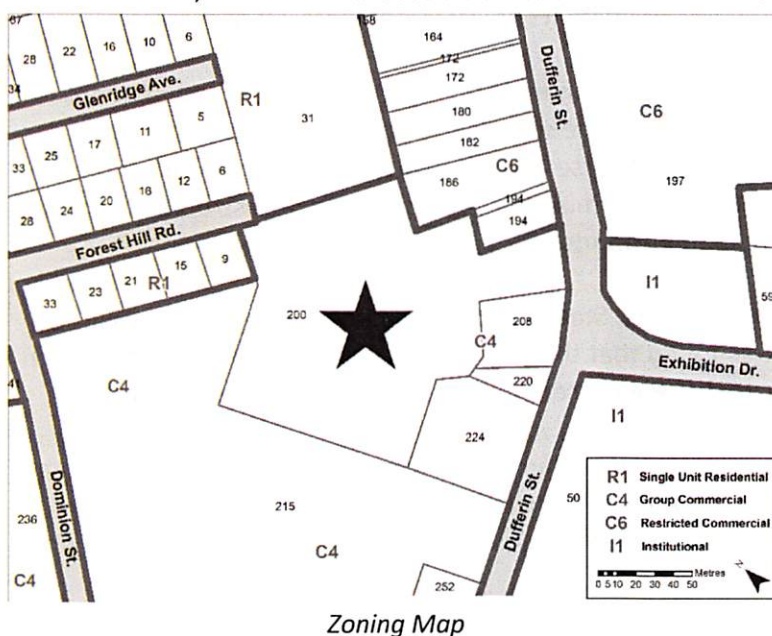 67
28
22
16
10
6
34
Glenridge Ave.
R1
31
158
164
172
172
180
182
C6
186
194
194
Dufferin St.
C6
197
33
25
17
11
5
28
24
20
18
12
6
Forest Hill Rd.
33
23
21
R1
15
9
200
208
C4
220
224
I1
59
Exhibition Dr.
I1
41
C4
Dominion St.
236
C4
215
C4
252
Dufferin St.
50
R1 Single Unit Residential
C4 Group Commercial
C6 Restricted Commercial
I1 Institutional
Metres
0 5 10 20 30 40 50
N
Zoning Map